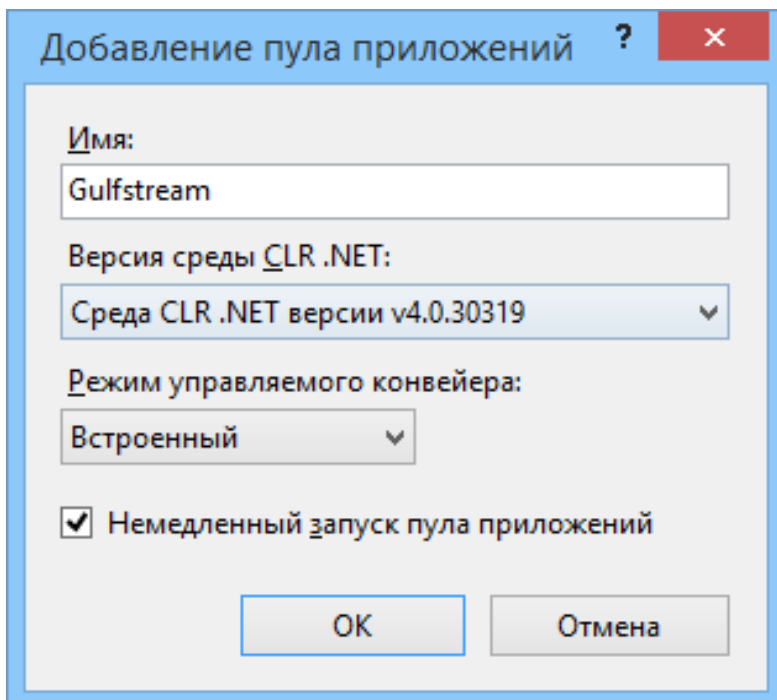 Добавление пула приложений ? ×
Имя:
Gulfstream
Версия среды CLR .NET:
Среда CLR .NET версии v4.0.30319
Режим управляемого конвейера:
Встроенный
Немедленный запуск пула приложений
ОК Отмена